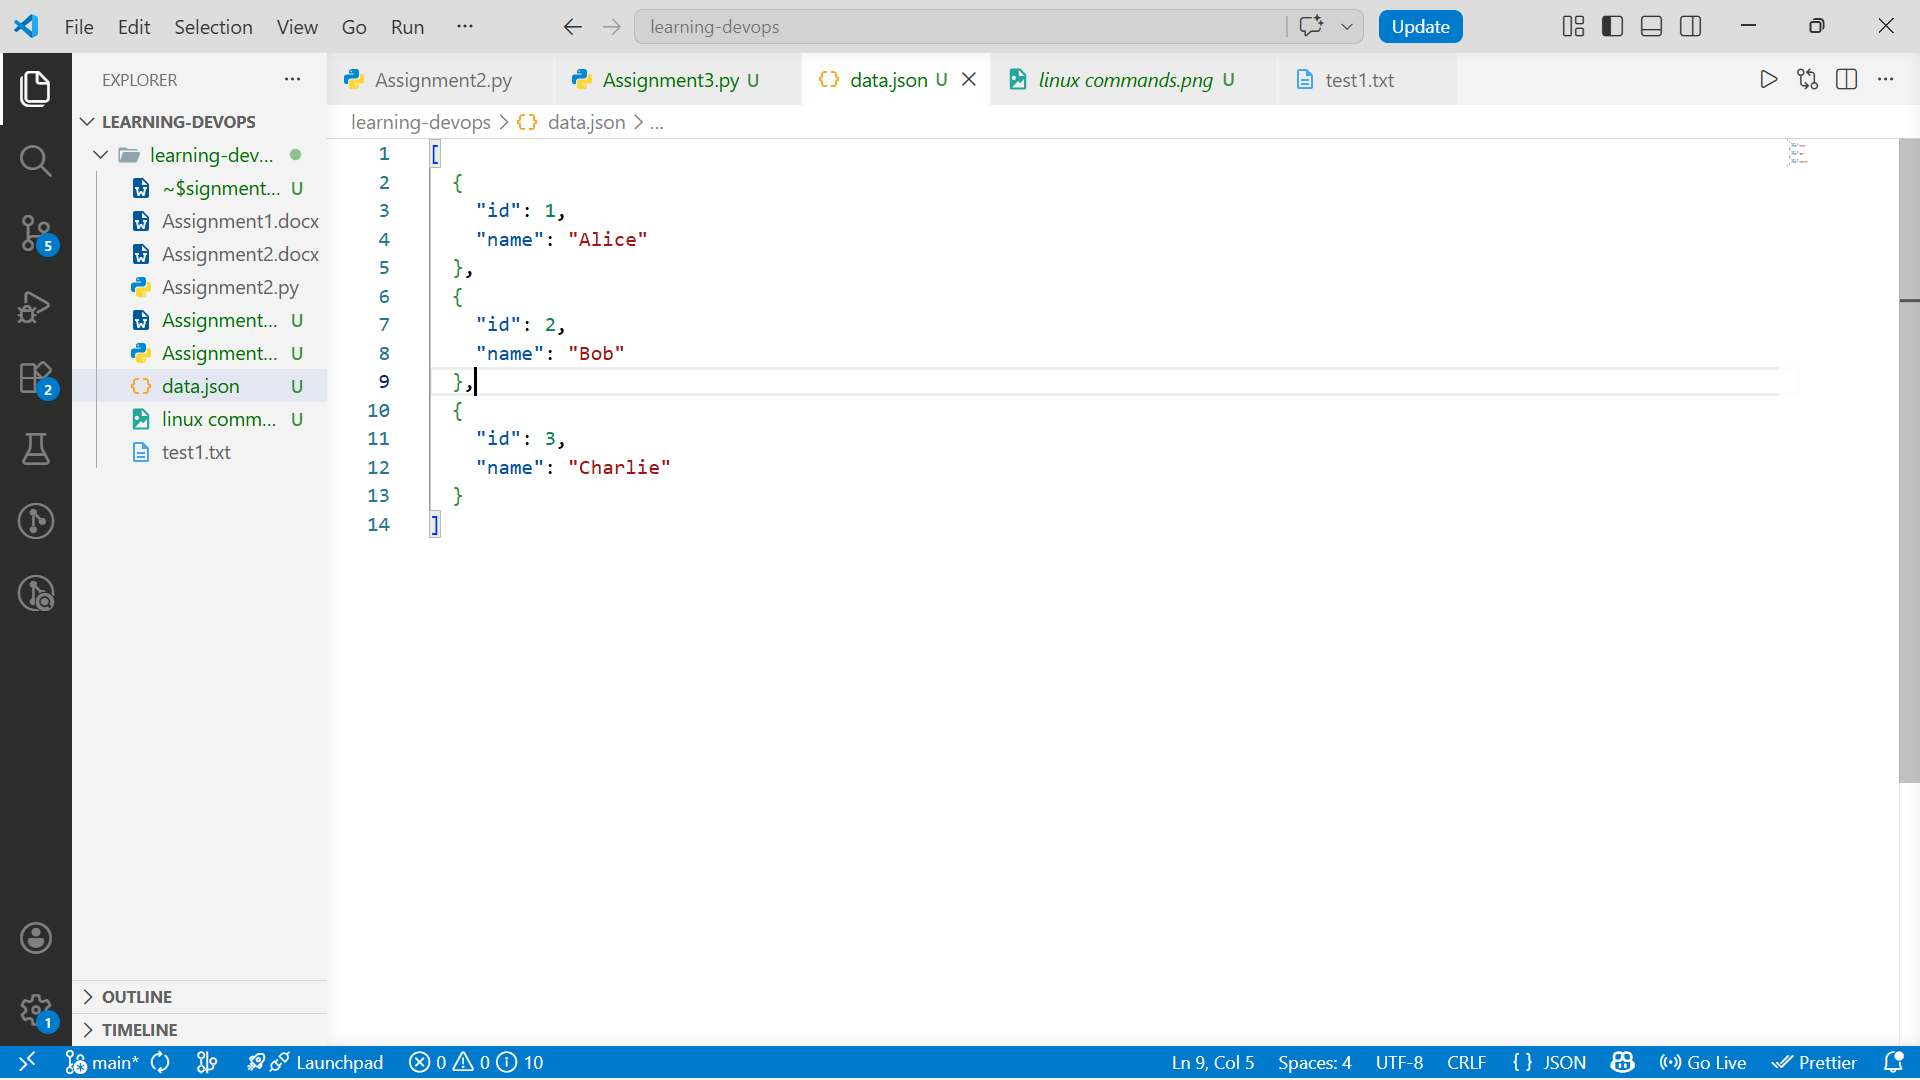 File Edit Selection View Go Run ···
learning-devops
Update
EXPLORER
LEARNING-DEVOPS
learning-dev...
~$signment... U
Assignment1.docx
Assignment2.docx
Assignment2.py
Assignment... U
Assignment... U
data.json U
linux comm... U
test1.txt
OUTLINE
TIMELINE
5
2
1
Assignment2.py
Assignment3.py U
data.json U
linux commands.png U
test1.txt
learning-devops > {} data.json > ...
1 [
2 {
3 "id": 1,
4 "name": "Alice"
5 },
6 {
7 "id": 2,
8 "name": "Bob"
9 },
10 {
11 "id": 3,
12 "name": "Charlie"
13 }
14 ]
main* Launchpad 0 0 10 Ln 9, Col 5 Spaces: 4 UTF-8 CRLF {} JSON Go Live Prettier